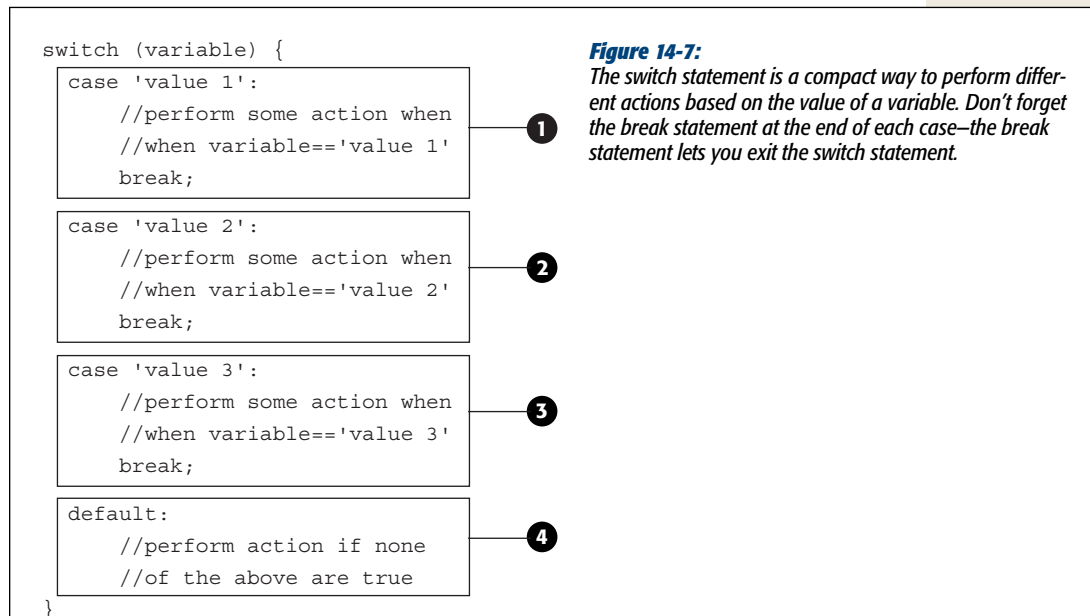 switch (variable) {
case 'value 1':
//perform some action when
//when variable=='value 1'
break;
1
case 'value 2':
//perform some action when
//when variable=='value 2'
break;
2
case 'value 3':
//perform some action when
//when variable=='value 3'
break;
3
default:
//perform action if none
//of the above are true
4
}
Figure 14-7:
The switch statement is a compact way to perform differ-
ent actions based on the value of a variable. Don't forget
the break statement at the end of each case—the break
statement lets you exit the switch statement.